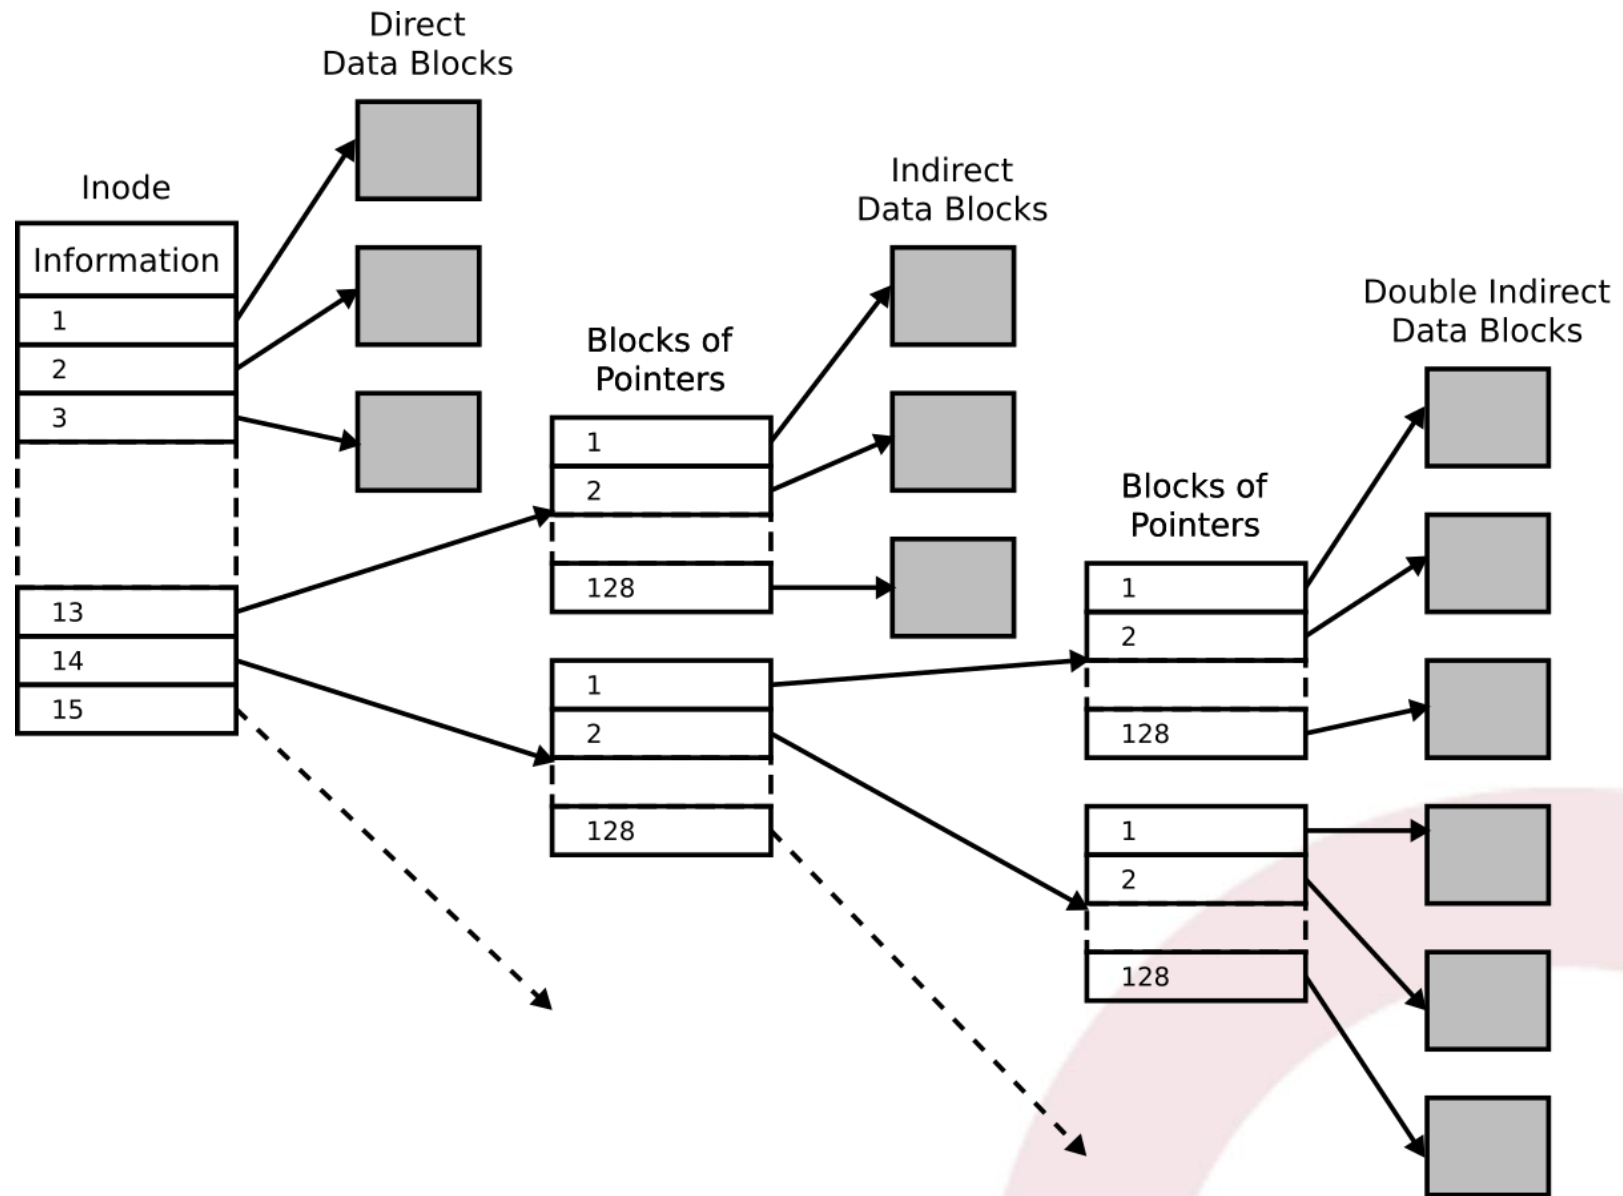 Direct
Data Blocks
Inode
Information
1
2
3
13
14
15
Blocks of
Pointers
1
2
128
1
2
128
Indirect
Data Blocks
Blocks of
Pointers
1
2
128
1
2
128
Double Indirect
Data Blocks